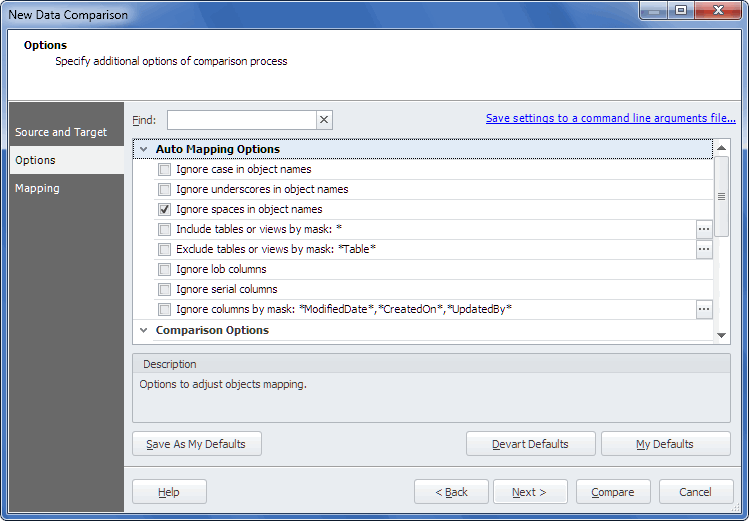 New Data Comparison
Options
Specify additional options of comparison process
Source and Target
Options
Mapping
Find:
Save settings to a command line arguments file...
Auto Mapping Options
Ignore case in object names
Ignore underscores in object names
Ignore spaces in object names
Include tables or views by mask: *
Exclude tables or views by mask: *Table*
Ignore lob columns
Ignore serial columns
Ignore columns by mask: *ModifiedDate*,*CreatedOn*,*UpdatedBy*
Comparison Options
Description
Options to adjust objects mapping.
Save As My Defaults
Devart Defaults
My Defaults
Help
< Back
Next >
Compare
Cancel